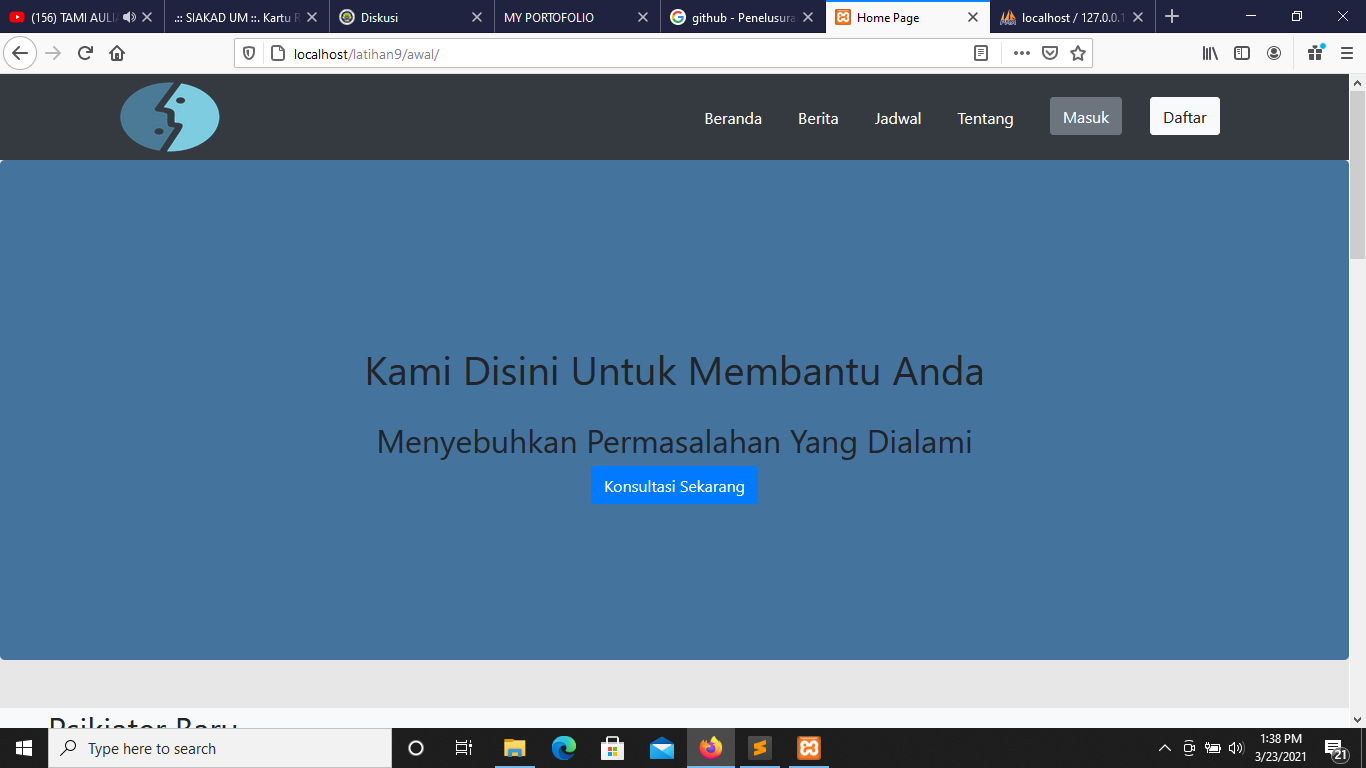 (156) TAMI AULIA
.:: SIAKAD UM ::. Kartu R
Diskusi
MY PORTOFOLIO
github - Penelusura
Home Page
localhost / 127.0.0.1
localhost/latihan9/awal/
Beranda
Berita
Jadwal
Tentang
Masuk
Daftar
Kami Disini Untuk Membantu Anda
Menyebuhkan Permasalahan Yang Dialami
Konsultasi Sekarang
Psikiater Baru
Type here to search
1:38 PM
3/23/2021
21